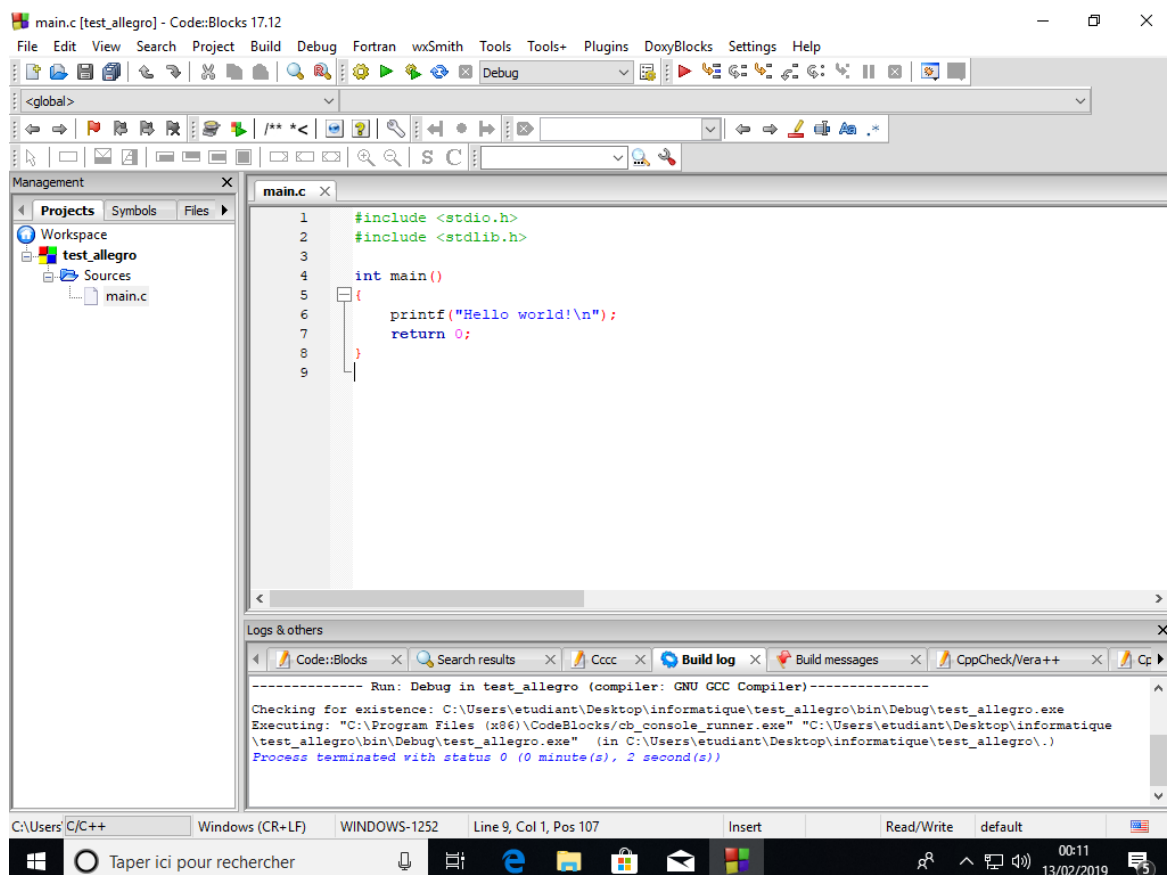 main.c [test_allegro] - Code::Blocks 17.12
File Edit View Search Project Build Debug Fortran wxSmith Tools Tools+ Plugins DoxyBlocks Settings Help
Debug
<global>
/** *<
S C
Management
Projects Symbols Files
Workspace
test_allegro
Sources
main.c
main.c
1 #include <stdio.h>
2 #include <stdlib.h>
3
4 int main()
5 {
6 printf("Hello world!\n");
7 return 0;
8 }
9
Logs & others
Code::Blocks Search results Cccc Build log Build messages CppCheck/Vera++ Cp
-------------- Run: Debug in test_allegro (compiler: GNU GCC Compiler)---------------
Checking for existence: C:\Users\etudiant\Desktop\informatique\test_allegro\bin\Debug\test_allegro.exe
Executing: "C:\Program Files (x86)\CodeBlocks/cb_console_runner.exe" "C:\Users\etudiant\Desktop\informatique
\test_allegro\bin\Debug\test_allegro.exe" (in C:\Users\etudiant\Desktop\informatique\test_allegro\.)
Process terminated with status 0 (0 minute(s), 2 second(s))
C:\Users\ C/C++ Windows (CR+LF) WINDOWS-1252 Line 9, Col 1, Pos 107 Insert Read/Write default
Taper ici pour rechercher
00:11
13/02/2019
5